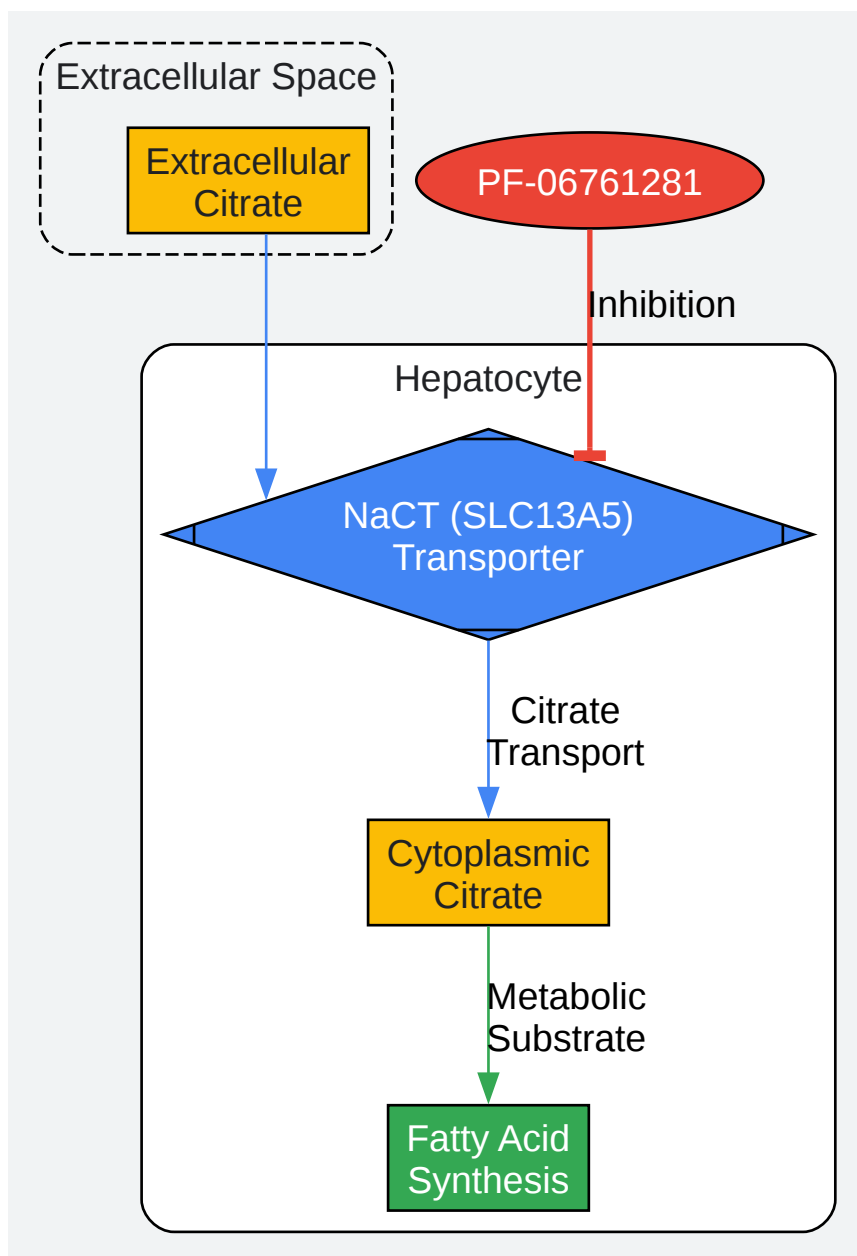 Extracellular Space
Extracellular
Citrate
PF-06761281
Inhibition
Hepatocyte
NaCT (SLC13A5)
Transporter
Citrate
Transport
Cytoplasmic
Citrate
Metabolic
Substrate
Fatty Acid
Synthesis